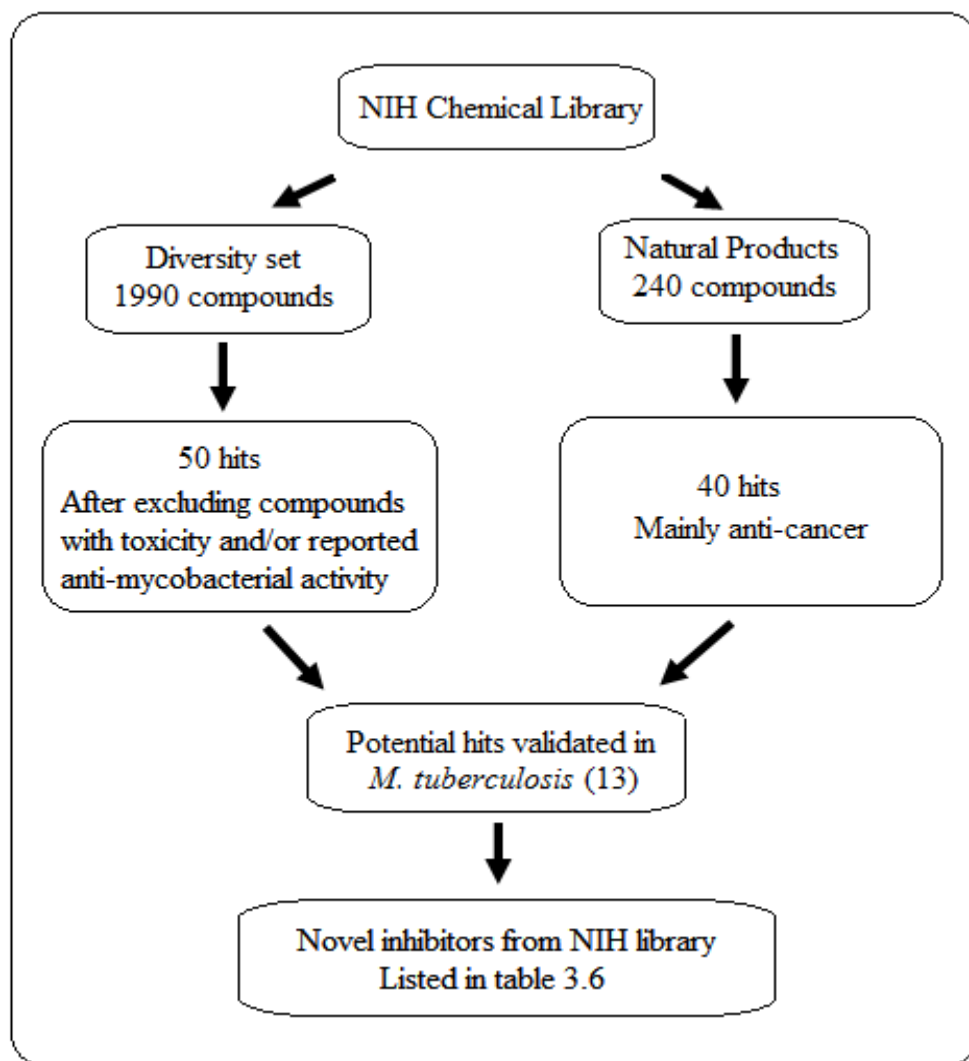 NIH Chemical Library
Diversity set
1990 compounds
Natural Products
240 compounds
50 hits
After excluding compounds
with toxicity and/or reported
anti-mycobacterial activity
40 hits
Mainly anti-cancer
Potential hits validated in
M. tuberculosis (13)
Novel inhibitors from NIH library
Listed in table 3.6